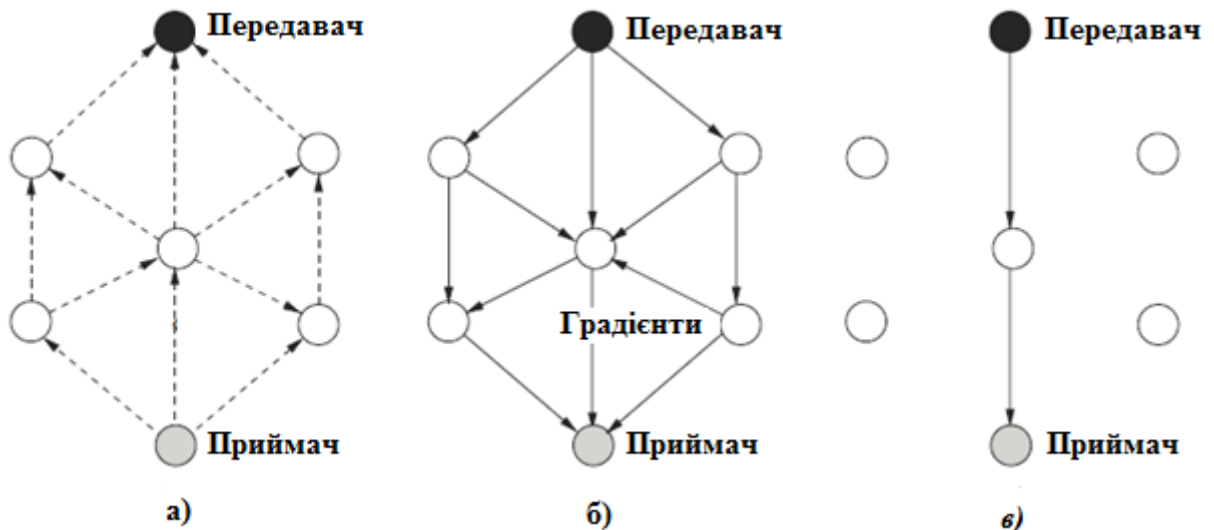 Передавач
Передавач
Передавач
Градієнти
Приймач
Приймач
Приймач
а)
б)
в)